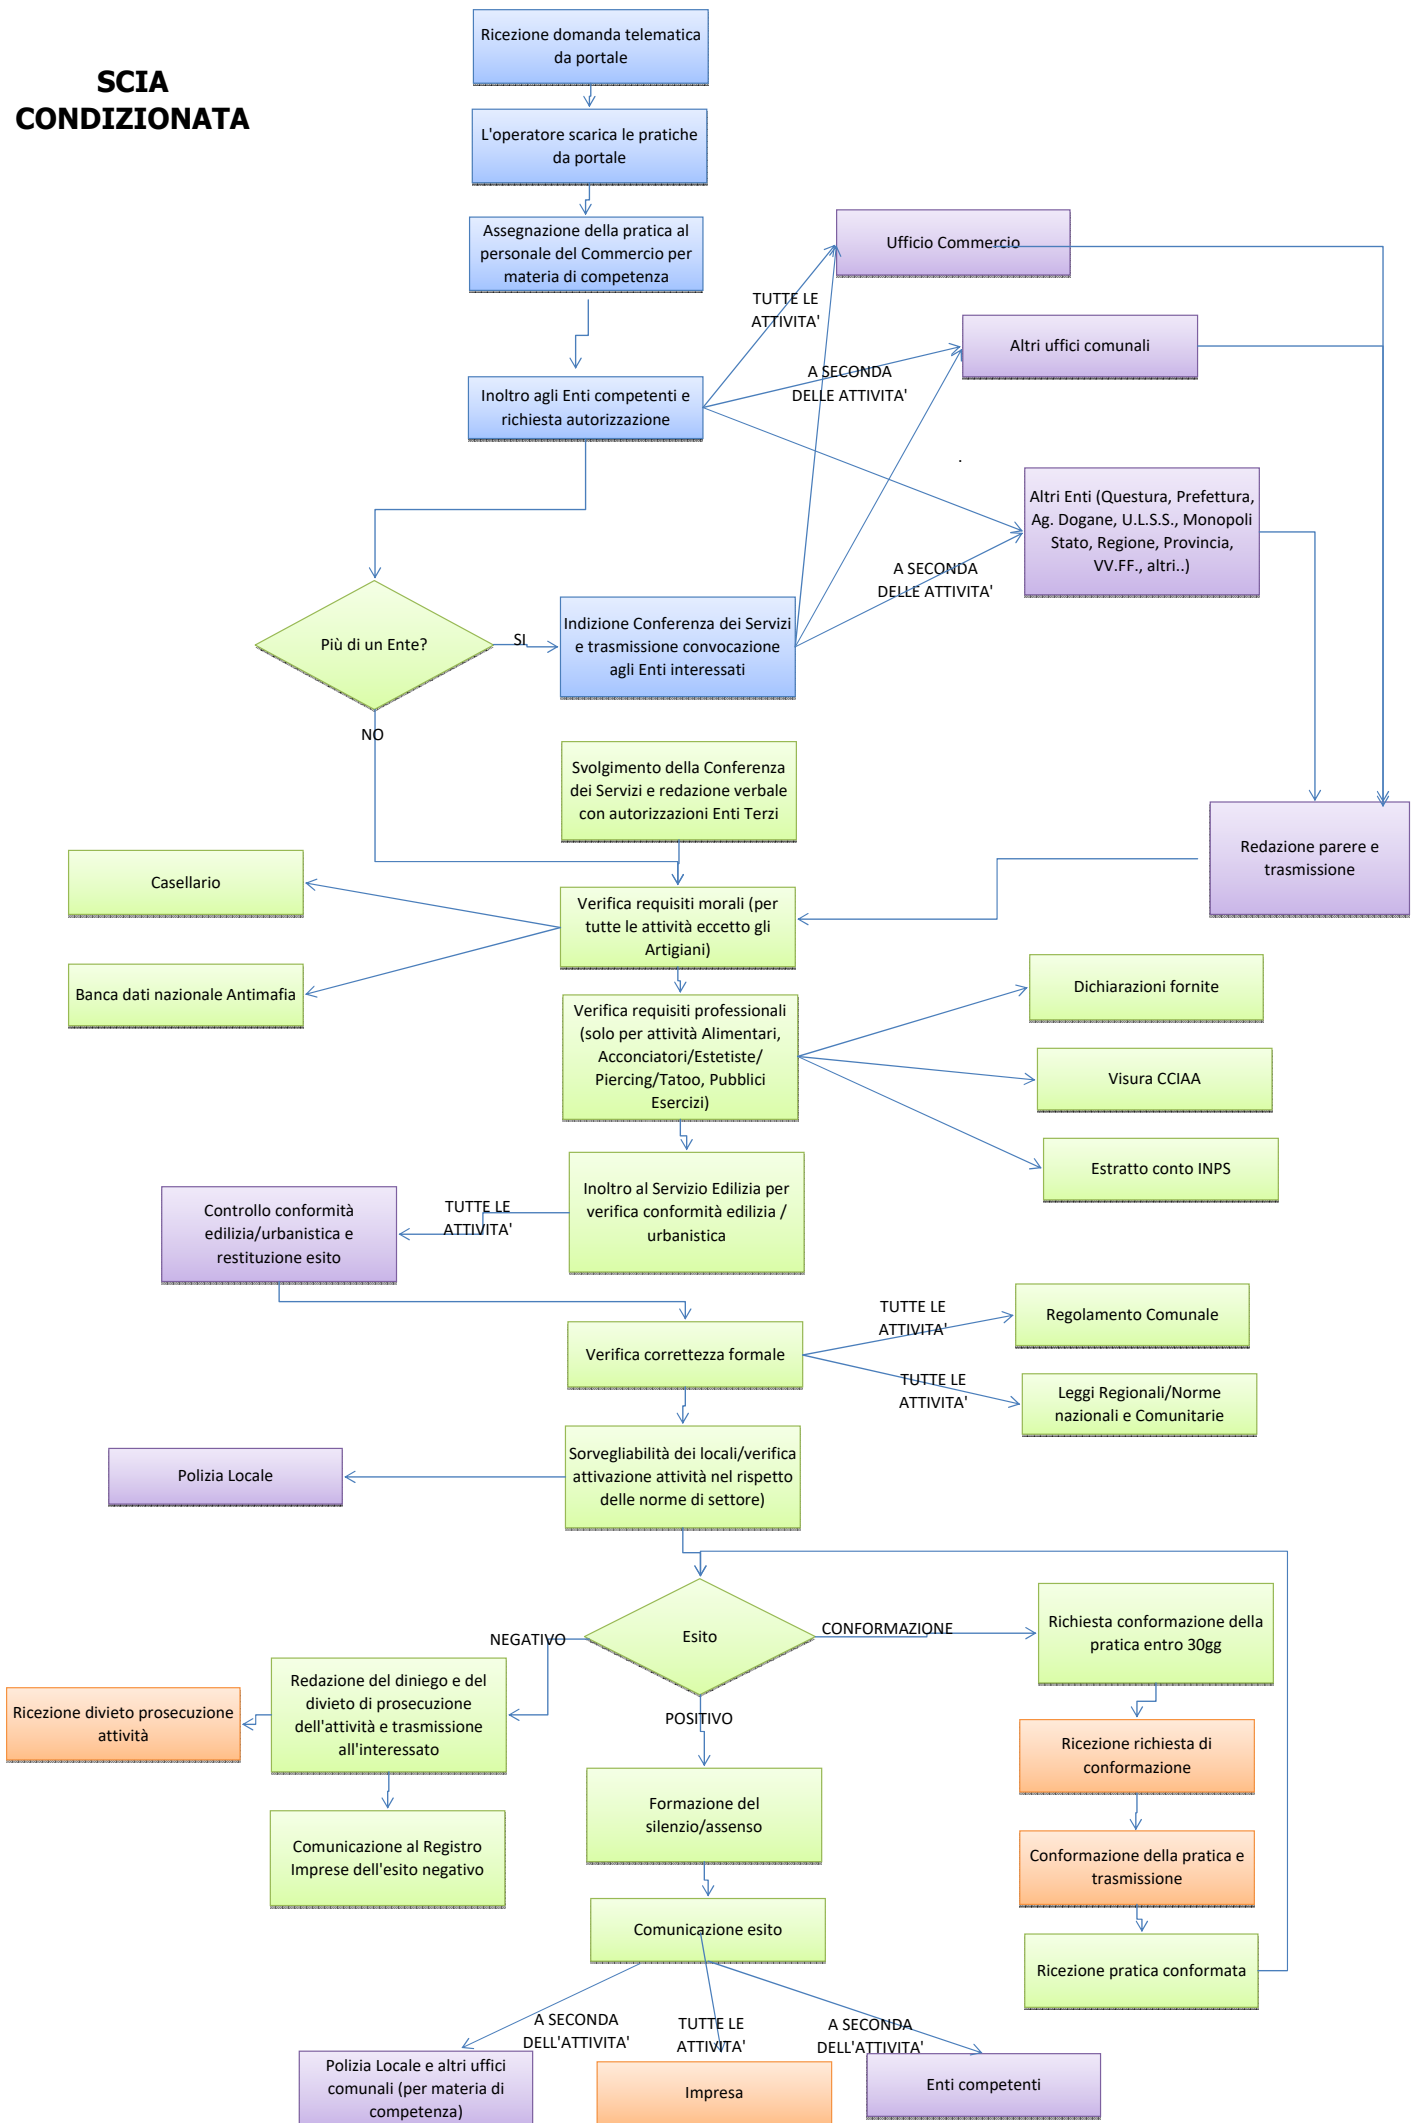 SCIA
CONDIZIONATA
Ricezione domanda telematica
da portale
L'operatore scarica le pratiche
da portale
Assegnazione della pratica al
personale del Commercio per
materia di competenza
Ufficio Commercio
TUTTE LE
ATTIVITA'
Altri uffici comunali
A SECONDA
DELLE ATTIVITA'
Inoltro agli Enti competenti e
richiesta autorizzazione
.
Altri Enti (Questura, Prefettura,
Ag. Dogane, U.L.S.S., Monopoli
Stato, Regione, Provincia,
VV.FF., altri..)
A SECONDA
DELLE ATTIVITA'
Più di un Ente?
SI
Indizione Conferenza dei Servizi
e trasmissione convocazione
agli Enti interessati
NO
Svolgimento della Conferenza
dei Servizi e redazione verbale
con autorizzazioni Enti Terzi
Redazione parere e
trasmissione
Casellario
Verifica requisiti morali (per
tutte le attività eccetto gli
Artigiani)
Banca dati nazionale Antimafia
Dichiarazioni fornite
Verifica requisiti professionali
(solo per attività Alimentari,
Acconciatori/Estetiste/
Piercing/Tatoo, Pubblici
Esercizi)
Visura CCIAA
Estratto conto INPS
Inoltro al Servizio Edilizia per
verifica conformità edilizia /
urbanistica
TUTTE LE
ATTIVITA'
Controllo conformità
edilizia/urbanistica e
restituzione esito
TUTTE LE
ATTIVITA'
Regolamento Comunale
Verifica correttezza formale
TUTTE LE
ATTIVITA'
Leggi Regionali/Norme
nazionali e Comunitarie
Polizia Locale
Sorvegliabilità dei locali/verifica
attivazione attività nel rispetto
delle norme di settore)
Esito
NEGATIVO
CONFORMAZIONE
POSITIVO
Richiesta conformazione della
pratica entro 30gg
Redazione del diniego e del
divieto di prosecuzione
dell'attività e trasmissione
all'interessato
Ricezione divieto prosecuzione
attività
Ricezione richiesta di
conformazione
Formazione del
silenzio/assenso
Comunicazione al Registro
Imprese dell'esito negativo
Conformazione della pratica e
trasmissione
Comunicazione esito
Ricezione pratica conformata
A SECONDA
DELL'ATTIVITA'
TUTTE LE
ATTIVITA'
A SECONDA
DELL'ATTIVITA'
Polizia Locale e altri uffici
comunali (per materia di
competenza)
Impresa
Enti competenti